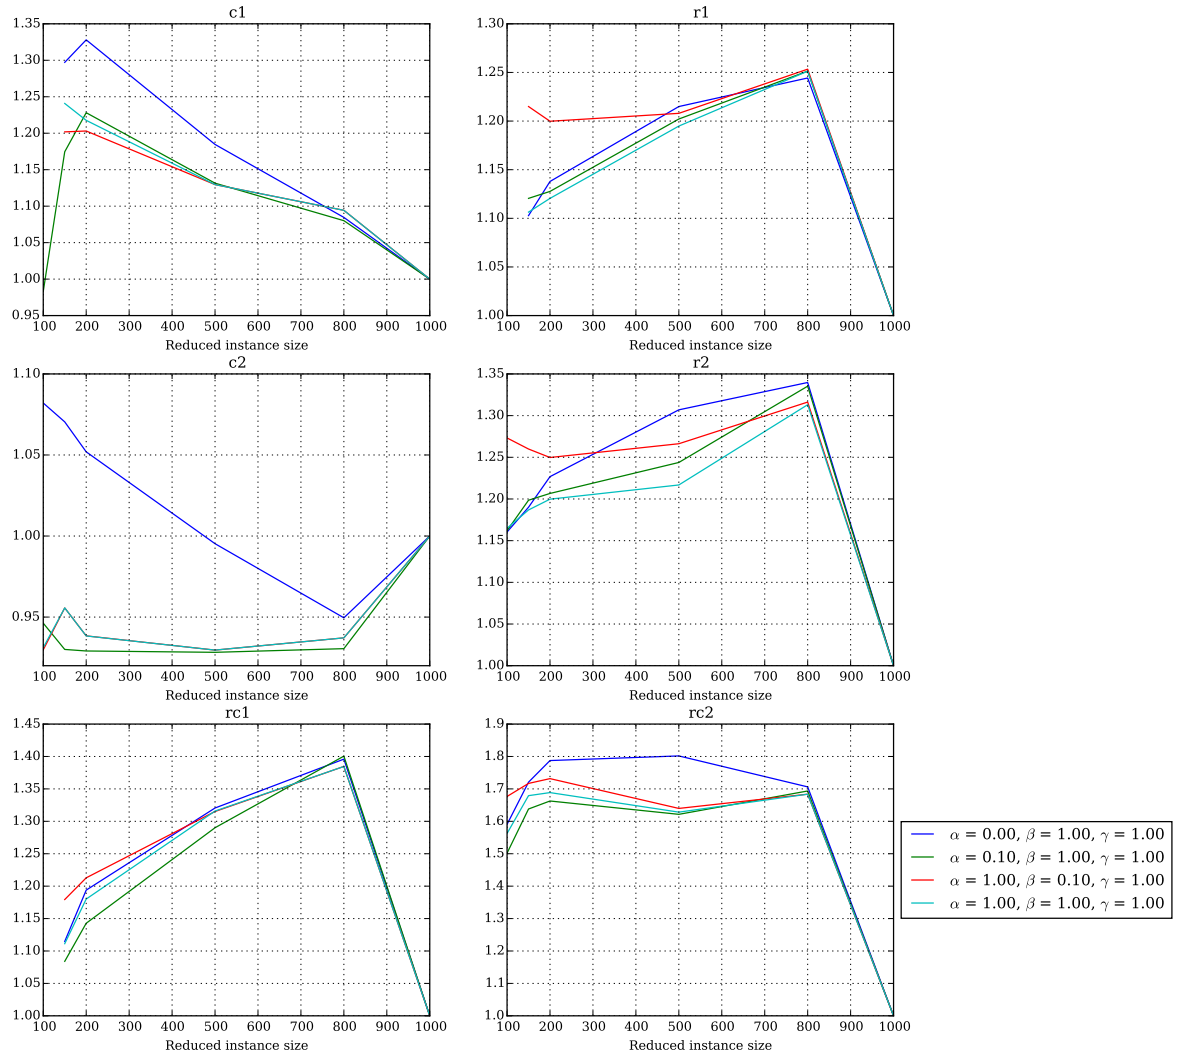 c1
1.35
1.30
1.25
1.20
1.15
1.10
1.05
1.00
0.95
100 200 300 400 500 600 700 800 900 1000
Reduced instance size
r1
1.30
1.25
1.20
1.15
1.10
1.05
1.00
100 200 300 400 500 600 700 800 900 1000
Reduced instance size
c2
1.10
1.05
1.00
0.95
100 200 300 400 500 600 700 800 900 1000
Reduced instance size
r2
1.35
1.30
1.25
1.20
1.15
1.10
1.05
1.00
100 200 300 400 500 600 700 800 900 1000
Reduced instance size
rc1
1.45
1.40
1.35
1.30
1.25
1.20
1.15
1.10
1.05
1.00
100 200 300 400 500 600 700 800 900 1000
Reduced instance size
rc2
1.9
1.8
1.7
1.6
1.5
1.4
1.3
1.2
1.1
1.0
100 200 300 400 500 600 700 800 900 1000
Reduced instance size
α = 0.00, β = 1.00, γ = 1.00
α = 0.10, β = 1.00, γ = 1.00
α = 1.00, β = 0.10, γ = 1.00
α = 1.00, β = 1.00, γ = 1.00